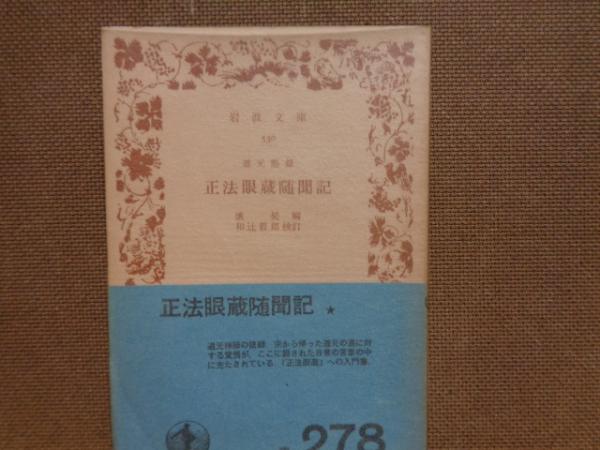 岩波文庫
530
道元語録
正法眼蔵随聞記
懐奘編
和辻哲郎校訂
正法眼蔵随聞記 ★
道元禅師の語録．宋から帰った道元の道に対
する覚悟が，ここに録された日常の言葉の中
に充たされている．「正法眼蔵」への入門書．
278